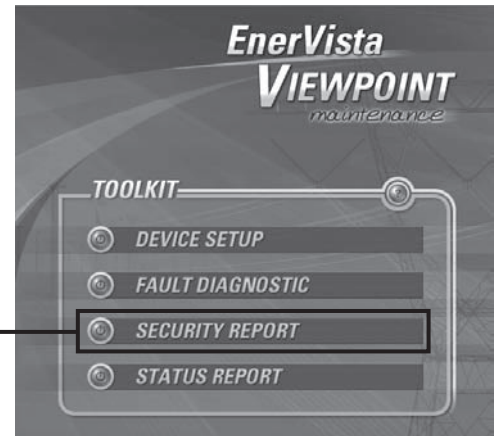 EnerVista
VIEWPOINT
maintenance
TOOLKIT
DEVICE SETUP
FAULT DIAGNOSTIC
SECURITY REPORT
STATUS REPORT